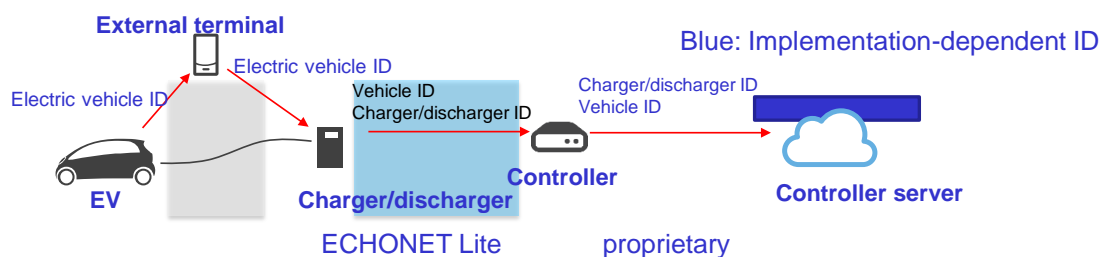 External terminal
Blue: Implementation-dependent ID
Electric vehicle ID
Electric vehicle ID
Vehicle ID
Charger/discharger ID
Charger/discharger ID
Vehicle ID
EV
Charger/discharger
Controller
Controller server
ECHONET Lite
proprietary